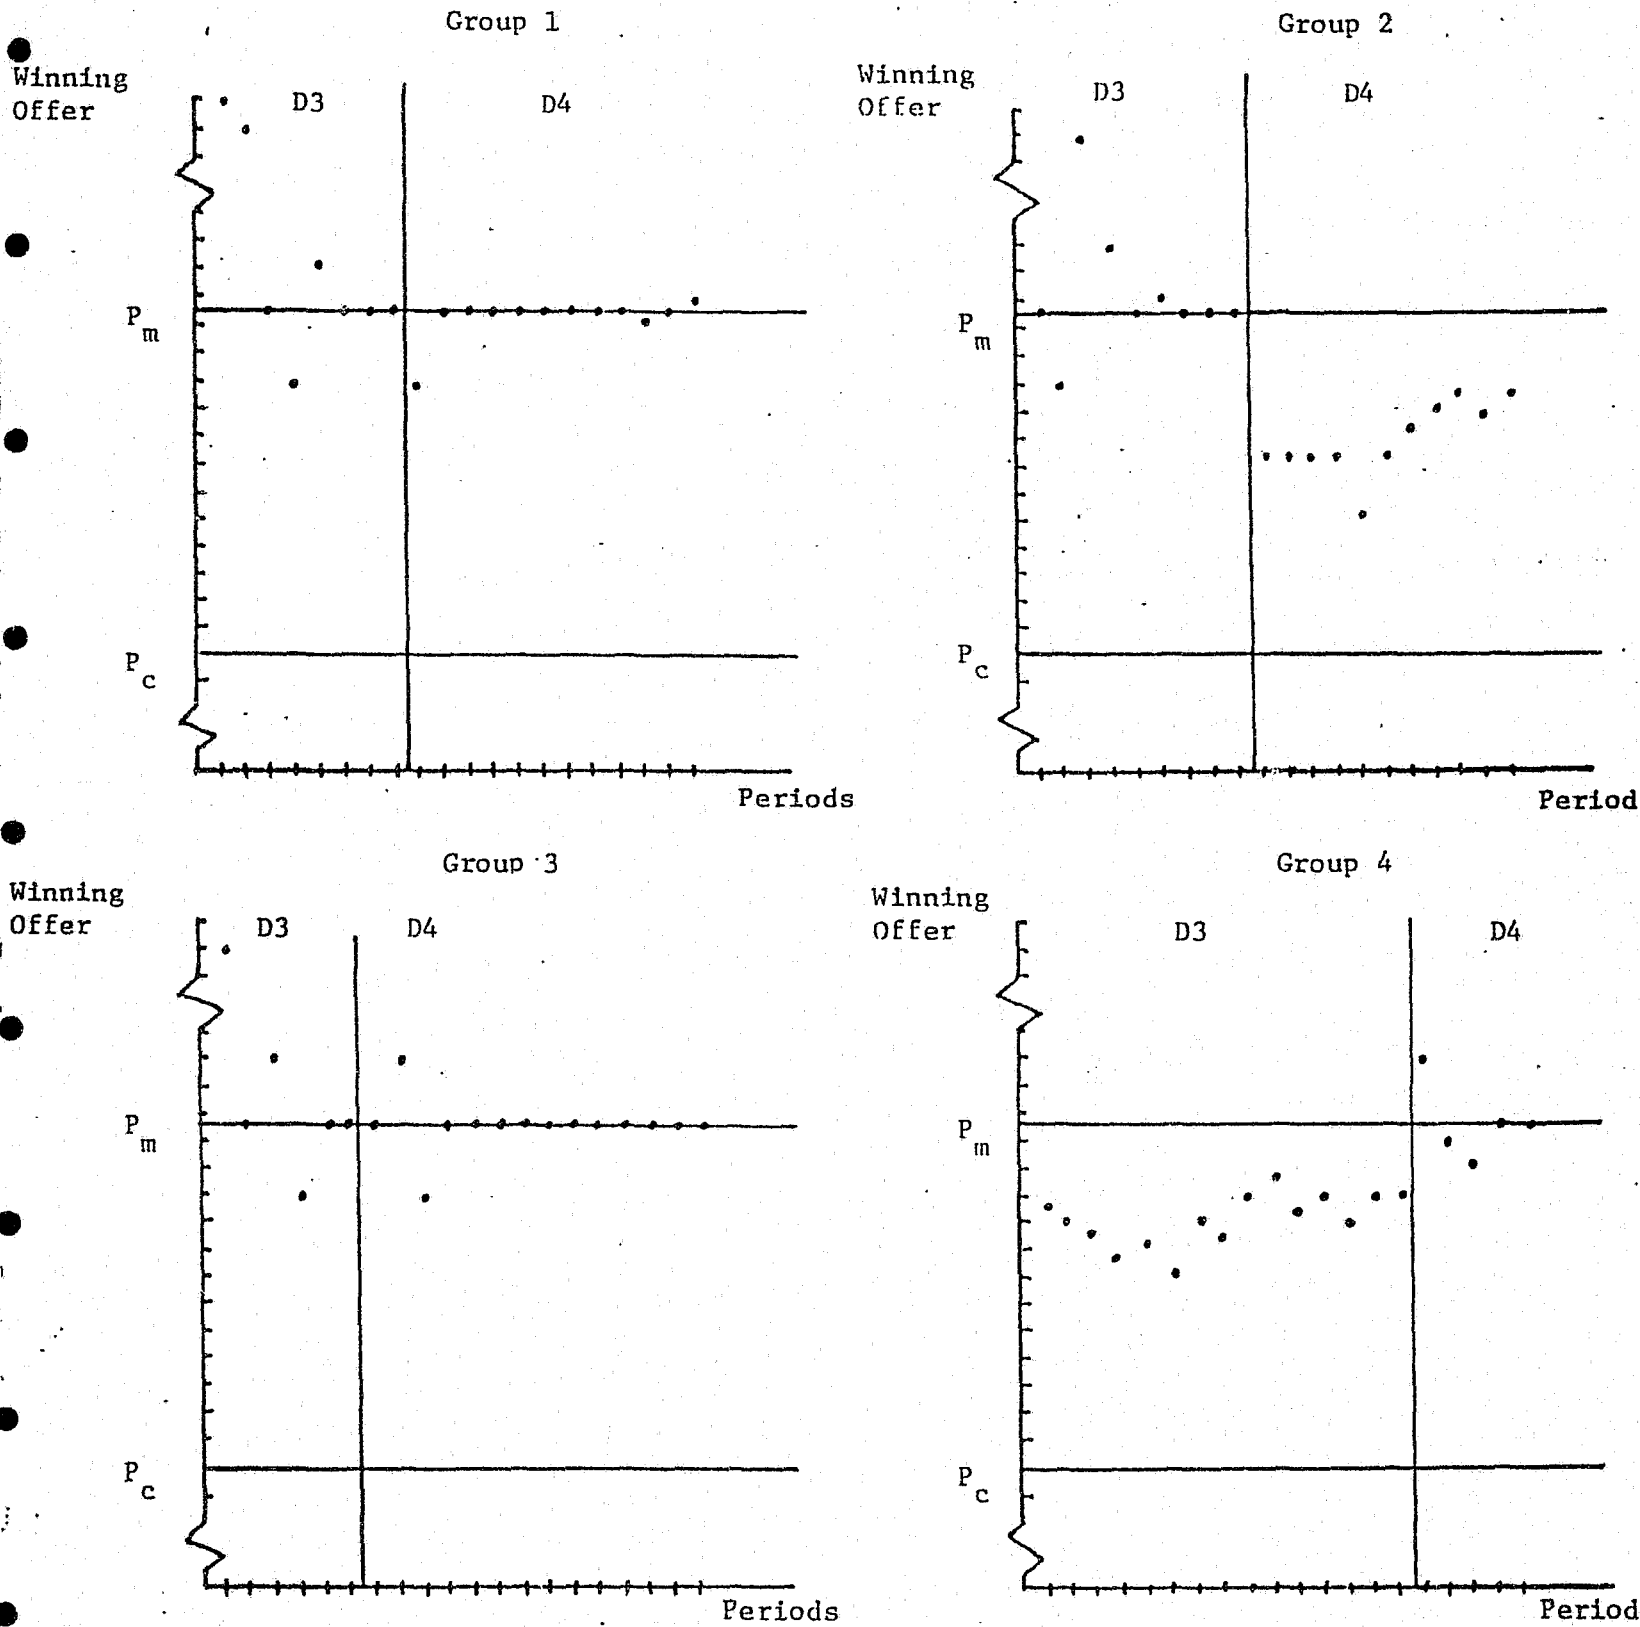 Group 1
Winning
Offer
D3
D4
P
m
P
c
Periods
Group 2
Winning
Offer
D3
D4
P
m
P
c
Period
Group 3
Winning
Offer
D3
D4
P
m
P
c
Periods
Group 4
Winning
Offer
D3
D4
P
m
P
c
Period